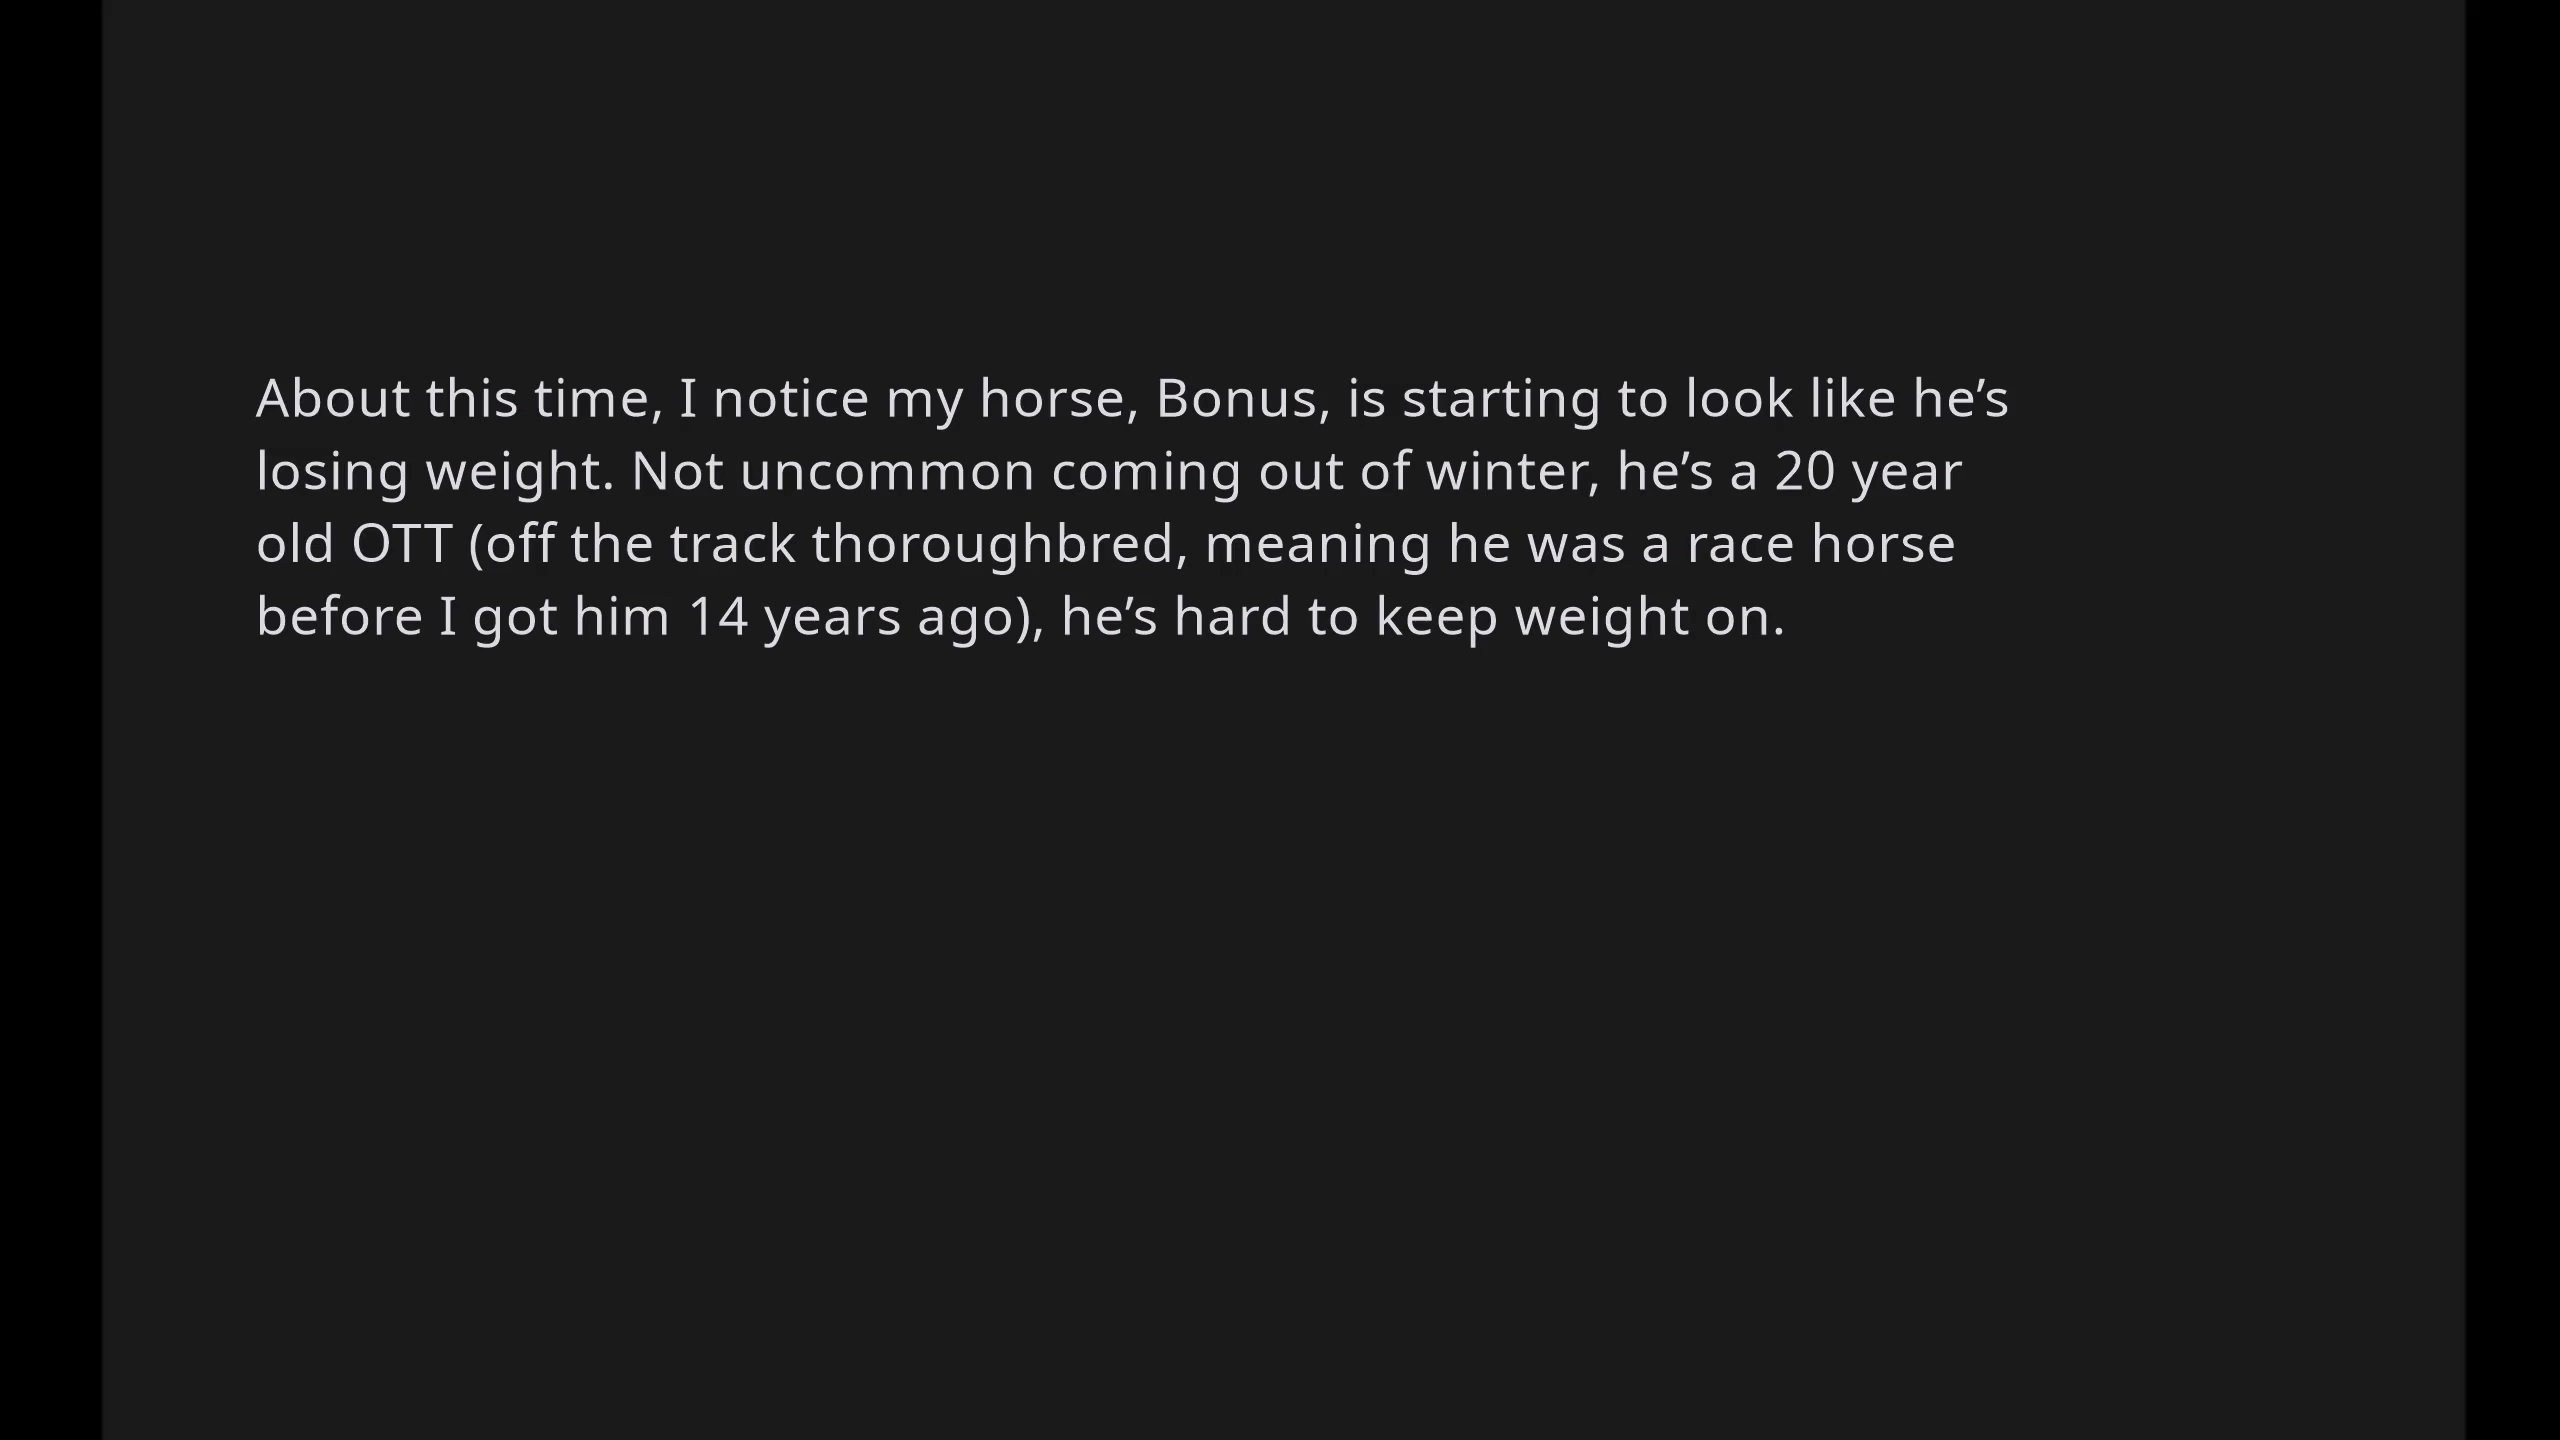 About this time, I notice my horse, Bonus, is starting to look like he’s
losing weight. Not uncommon coming out of winter, he’s a 20 year
old OTT (off the track thoroughbred, meaning he was a race horse
before I got him 14 years ago), he’s hard to keep weight on.